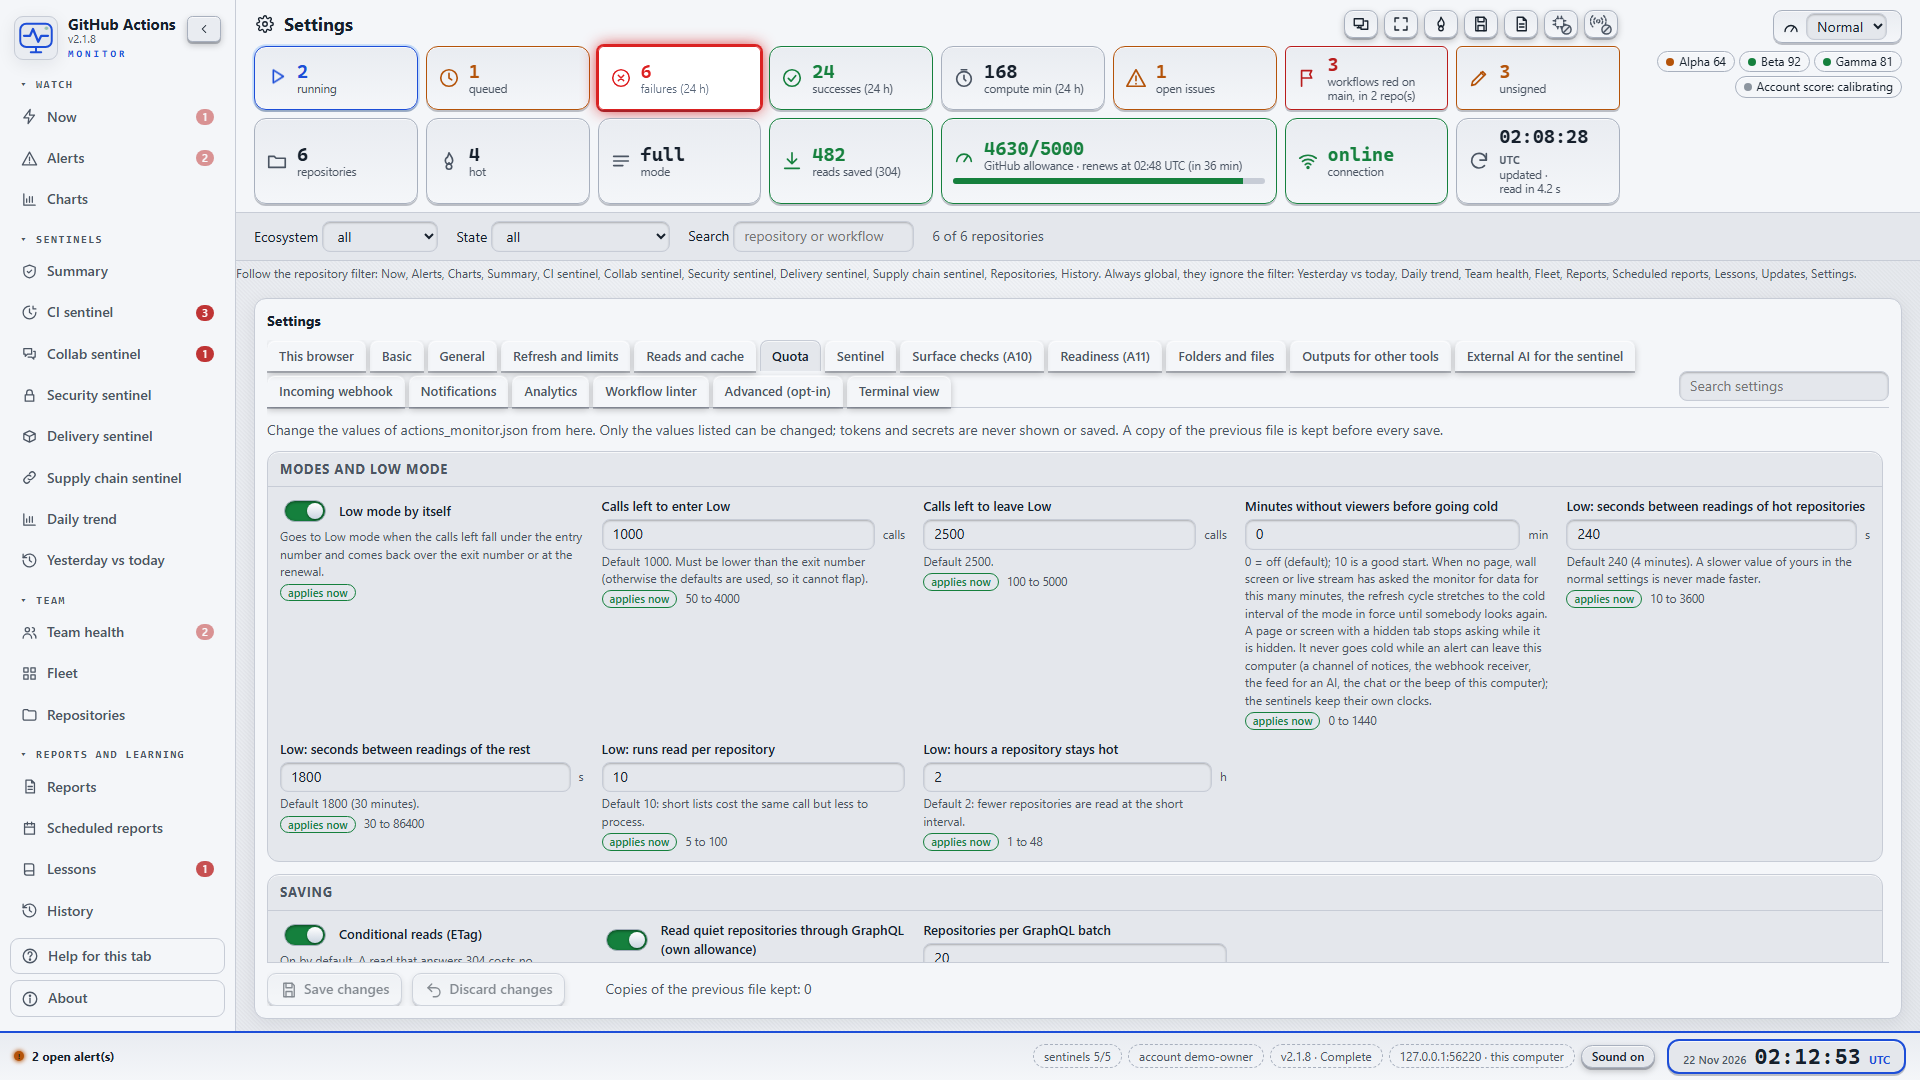 GitHub Actions
v2.1.8
MONITOR
WATCH
Now 1
Alerts 2
Charts
SENTINELS
Summary
CI sentinel 3
Collab sentinel 1
Security sentinel
Delivery sentinel
Supply chain sentinel
Daily trend
Yesterday vs today
TEAM
Team health 2
Fleet
Repositories
REPORTS AND LEARNING
Reports
Scheduled reports
Lessons 1
History
Help for this tab
About
Settings
Normal
Alpha 64
Beta 92
Gamma 81
Account score: calibrating
2
running
1
queued
6
failures (24 h)
24
successes (24 h)
168
compute min (24 h)
1
open issues
3
workflows red on
main, in 2 repo(s)
3
unsigned
6
repositories
4
hot
full
mode
482
reads saved (304)
4630/5000
GitHub allowance · renews at 02:48 UTC (in 36 min)
online
connection
02:08:28
UTC
updated ·
read in 4.2 s
Ecosystem all State all Search repository or workflow 6 of 6 repositories
Follow the repository filter: Now, Alerts, Charts, Summary, CI sentinel, Collab sentinel, Security sentinel, Delivery sentinel, Supply chain sentinel, Repositories, History. Always global, they ignore the filter: Yesterday vs today, Daily trend, Team health, Fleet, Reports, Scheduled reports, Lessons, Updates, Settings.
Settings
This browser Basic General Refresh and limits Reads and cache Quota Sentinel Surface checks (A10) Readiness (A11) Folders and files Outputs for other tools External AI for the sentinel
Incoming webhook Notifications Analytics Workflow linter Advanced (opt-in) Terminal view
Search settings
Change the values of actions_monitor.json from here. Only the values listed can be changed; tokens and secrets are never shown or saved. A copy of the previous file is kept before every save.
MODES AND LOW MODE
Low mode by itself
Goes to Low mode when the calls left fall under the entry
number and comes back over the exit number or at the
renewal.
applies now
Calls left to enter Low
1000 calls
Default 1000. Must be lower than the exit number
(otherwise the defaults are used, so it cannot flap).
applies now 50 to 4000
Calls left to leave Low
2500 calls
Default 2500.
applies now 100 to 5000
Minutes without viewers before going cold
0 min
0 = off (default); 10 is a good start. When no page, wall
screen or live stream has asked the monitor for data for
this many minutes, the refresh cycle stretches to the cold
interval of the mode in force until somebody looks again.
A page or screen with a hidden tab stops asking while it
is hidden. It never goes cold while an alert can leave this
computer (a channel of notices, the webhook receiver,
the feed for an AI, the chat or the beep of this computer);
the sentinels keep their own clocks.
applies now 0 to 1440
Low: seconds between readings of hot repositories
240 s
Default 240 (4 minutes). A slower value of yours in the
normal settings is never made faster.
applies now 10 to 3600
Low: seconds between readings of the rest
1800 s
Default 1800 (30 minutes).
applies now 30 to 86400
Low: runs read per repository
10
Default 10: short lists cost the same call but less to
process.
applies now 5 to 100
Low: hours a repository stays hot
2 h
Default 2: fewer repositories are read at the short
interval.
applies now 1 to 48
SAVING
Conditional reads (ETag)
On by default. A read that answers 304 costs no
Read quiet repositories through GraphQL
(own allowance)
Repositories per GraphQL batch
20
Save changes Discard changes Copies of the previous file kept: 0
2 open alert(s)
sentinels 5/5 account demo-owner v2.1.8 · Complete 127.0.0.1:56220 · this computer Sound on 22 Nov 2026 02:12:53 UTC